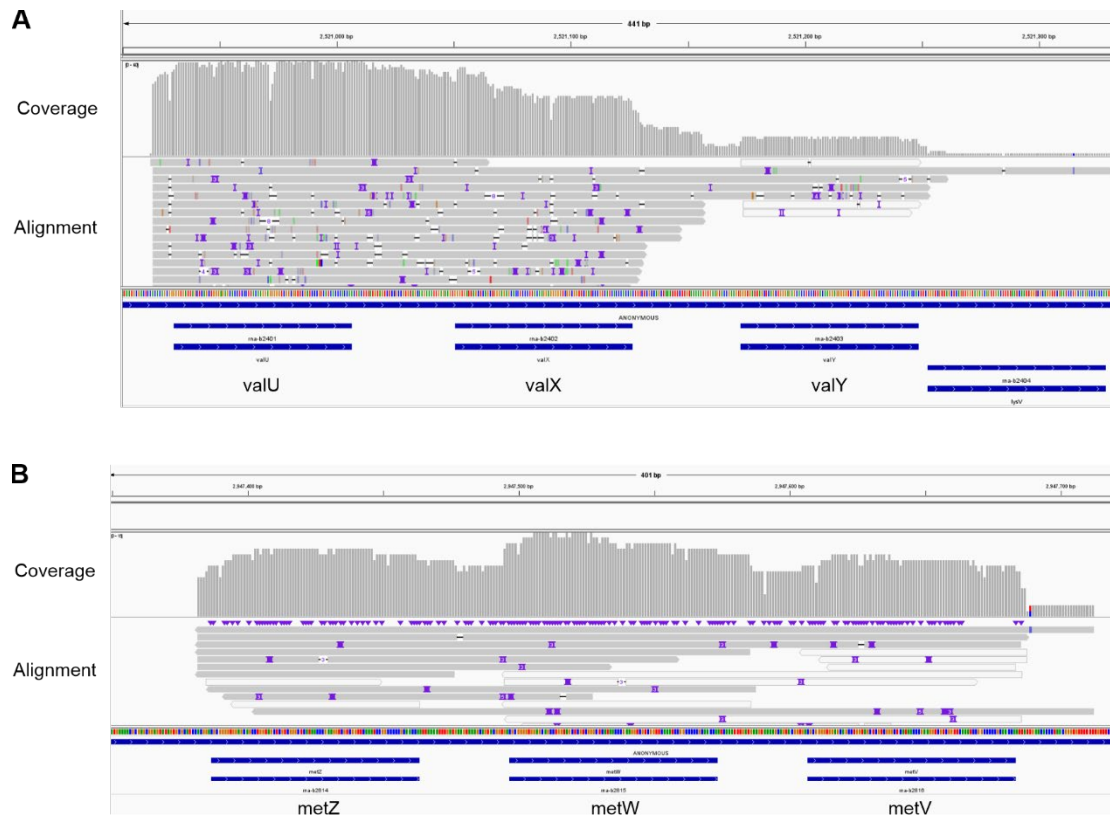 A
441 bp
2,521,000 bp 2,521,100 bp 2,521,200 bp 2,521,300 bp
Coverage
Alignment
ANONYMOUS
rna-b2401 rna-b2402 rna-b2403
valU valX valY
rna-b2404
valU valX valY
lysV
B
401 bp
2,947,400 bp 2,947,500 bp 2,947,600 bp 2,947,700 bp
Coverage
Alignment
ANONYMOUS
metZ metW metV
rna-b2814 rna-b2815 rna-b2816
metZ metW metV